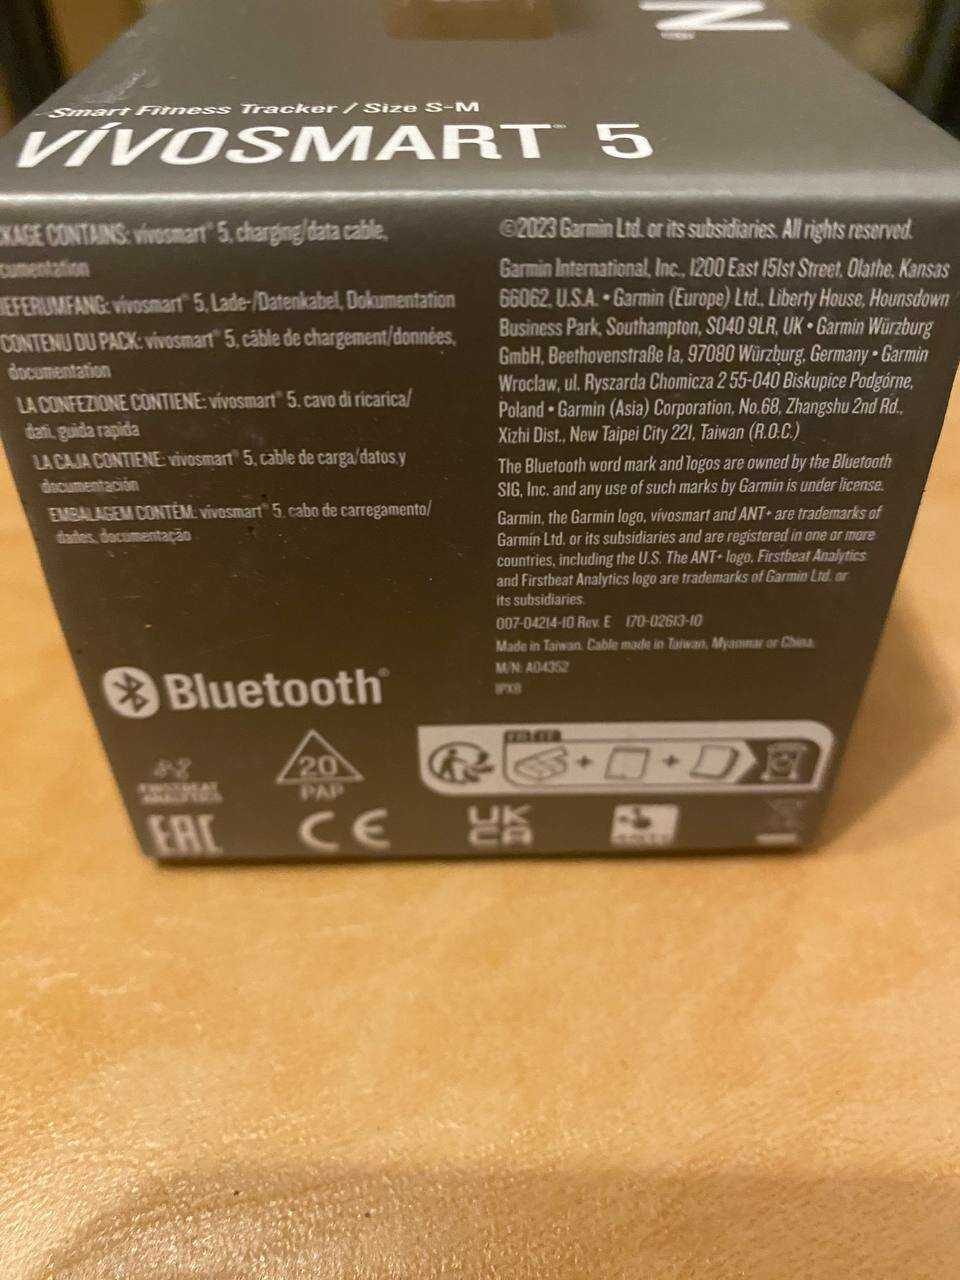 Smart Fitness Tracker / Size S-M
VÍVOSMART® 5
KAGE CONTAINS: vívosmart® 5, charging/data cable,
cumentation
IEFERUMFANG: vívosmart® 5, Lade-/Datenkabel, Dokumentation
CONTENU DU PACK: vívosmart® 5, câble de chargement/données,
documentation
LA CONFEZIONE CONTIENE: vívosmart® 5, cavo di ricarica/
dati, guida rapida
LA CAJA CONTIENE: vívosmart® 5, cable de carga/datos,y
documentación
EMBALAGEM CONTÉM: vívosmart® 5, cabo de carregamento/
dados, documentação
©2023 Garmin Ltd. or its subsidiaries. All rights reserved.
Garmin International, Inc., 1200 East 151st Street, Olathe, Kansas
66062, U.S.A. • Garmin (Europe) Ltd., Liberty House, Hounsdown
Business Park, Southampton, SO40 9LR, UK • Garmin Würzburg
GmbH, Beethovenstraße 1a, 97080 Würzburg, Germany • Garmin
Wroclaw, ul. Ryszarda Chomicza 2 55-040 Biskupice Podgórne,
Poland • Garmin (Asia) Corporation, No.68, Zhangshu 2nd Rd.,
Xizhi Dist., New Taipei City 221, Taiwan (R.O.C.)
The Bluetooth word mark and logos are owned by the Bluetooth
SIG, Inc. and any use of such marks by Garmin is under license.
Garmin, the Garmin logo, vívosmart and ANT+ are trademarks of
Garmin Ltd. or its subsidiaries and are registered in one or more
countries, including the U.S. The ANT+ logo, Firstbeat Analytics
and Firstbeat Analytics logo are trademarks of Garmin Ltd. or
its subsidiaries.
007-04214-10 Rev. E 170-02613-10
Made in Taiwan. Cable made in Taiwan, Myanmar or China.
M/N: A04352
IPX8
Bluetooth®
FIRSTBEAT
ANALYTICS
20
PAP
EAC
CE
UK
CA
N